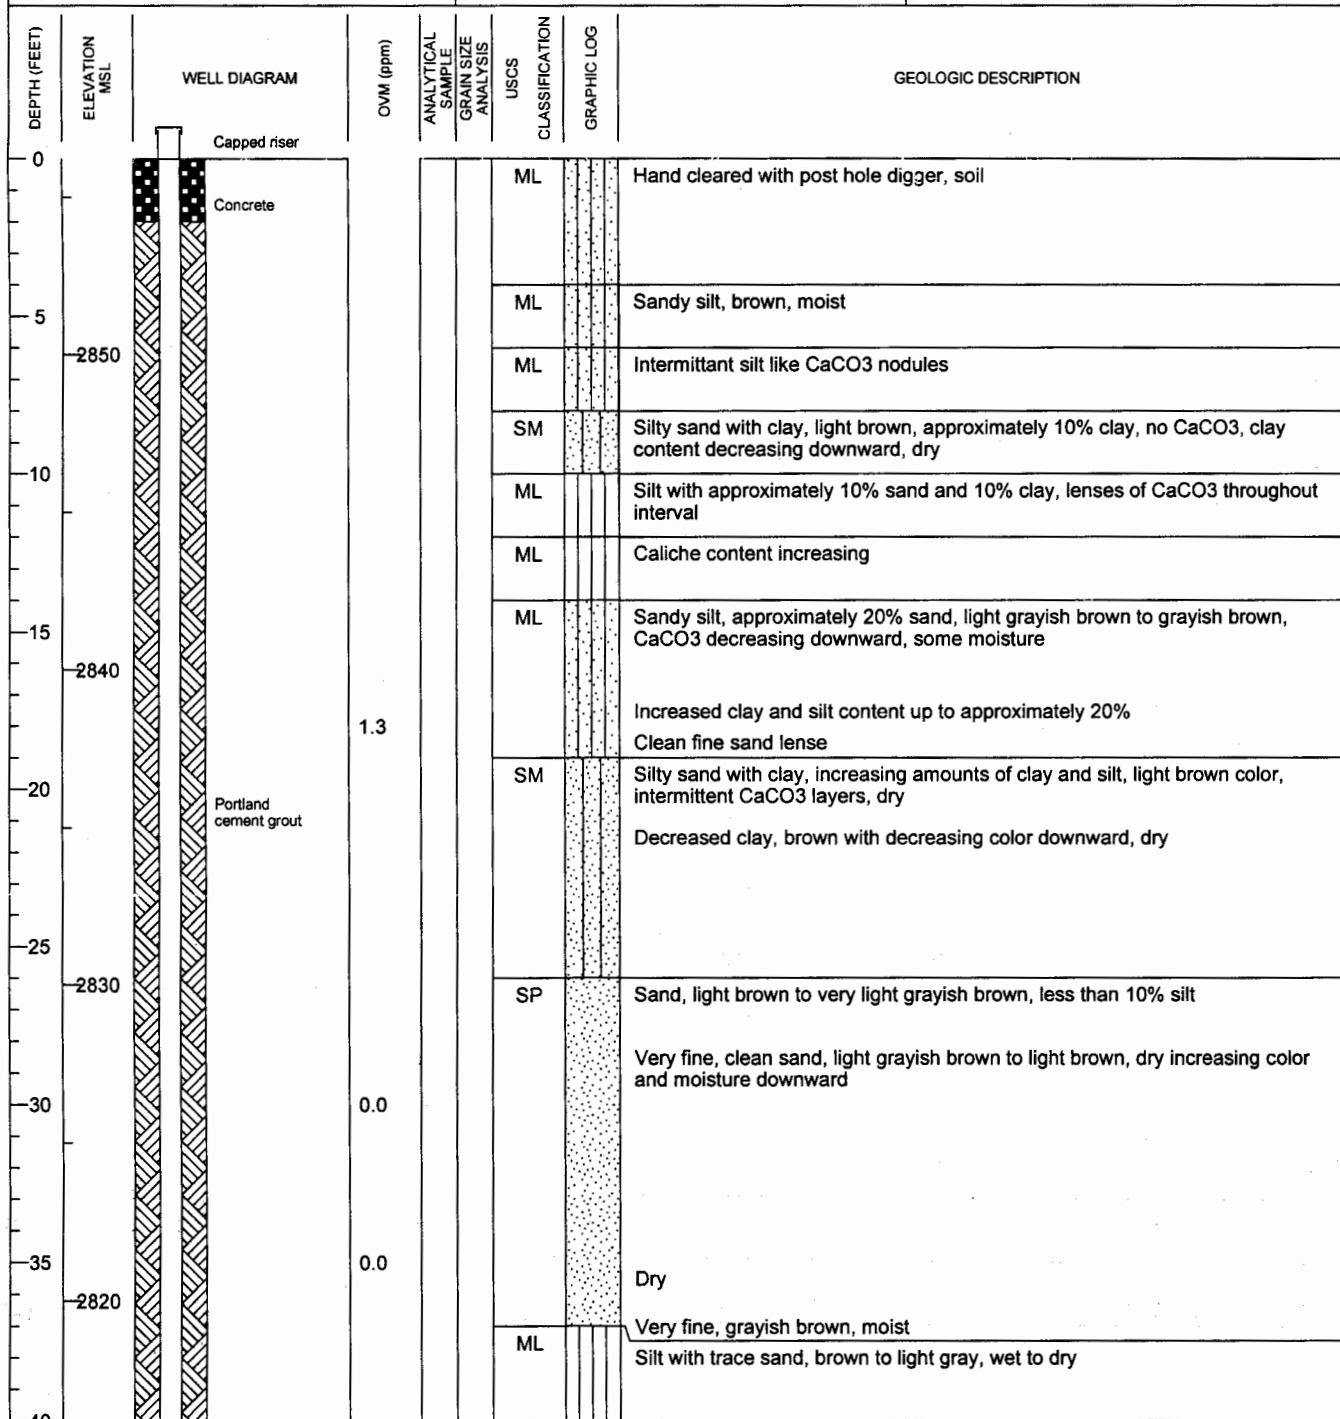 DEPTH (FEET)
ELEVATION
MSL
WELL DIAGRAM
OVM (ppm)
ANALYTICAL
SAMPLE
GRAIN SIZE
ANALYSIS
USCS
CLASSIFICATION
GRAPHIC LOG
GEOLOGIC DESCRIPTION
Capped riser
0
ML
Hand cleared with post hole digger, soil
Concrete
ML
Sandy silt, brown, moist
5
2850
ML
Intermittant silt like CaCO3 nodules
SM
Silty sand with clay, light brown, approximately 10% clay, no CaCO3, clay
content decreasing downward, dry
10
ML
Silt with approximately 10% sand and 10% clay, lenses of CaCO3 throughout
interval
ML
Caliche content increasing
ML
Sandy silt, approximately 20% sand, light grayish brown to grayish brown,
CaCO3 decreasing downward, some moisture
15
2840
Increased clay and silt content up to approximately 20%
1.3
Clean fine sand lense
SM
Silty sand with clay, increasing amounts of clay and silt, light brown color,
intermittent CaCO3 layers, dry
20
Portland
cement grout
Decreased clay, brown with decreasing color downward, dry
25
2830
SP
Sand, light brown to very light grayish brown, less than 10% silt
Very fine, clean sand, light grayish brown to light brown, dry increasing color
and moisture downward
30
0.0
35
0.0
Dry
2820
Very fine, grayish brown, moist
ML
Silt with trace sand, brown to light gray, wet to dry
40